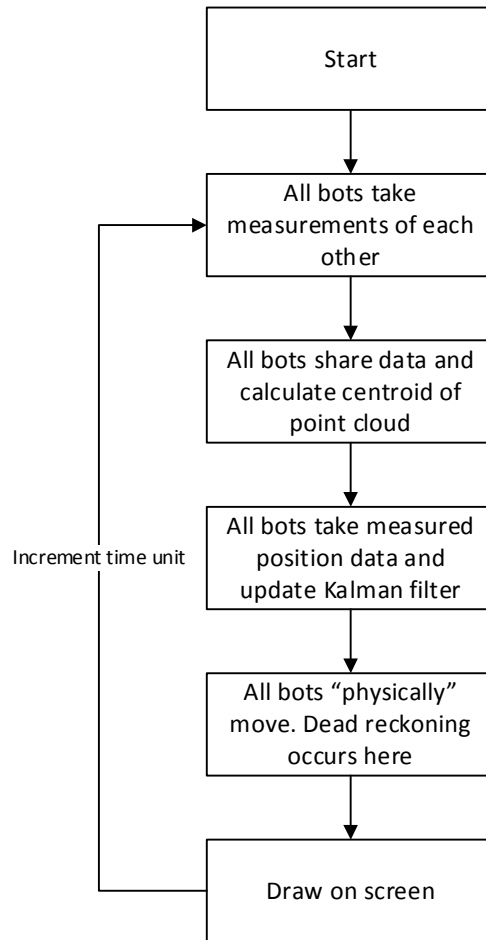 Start
All bots take
measurements of each
other
All bots share data and
calculate centroid of
point cloud
All bots take measured
position data and
update Kalman filter
Increment time unit
All bots “physically”
move. Dead reckoning
occurs here
Draw on screen